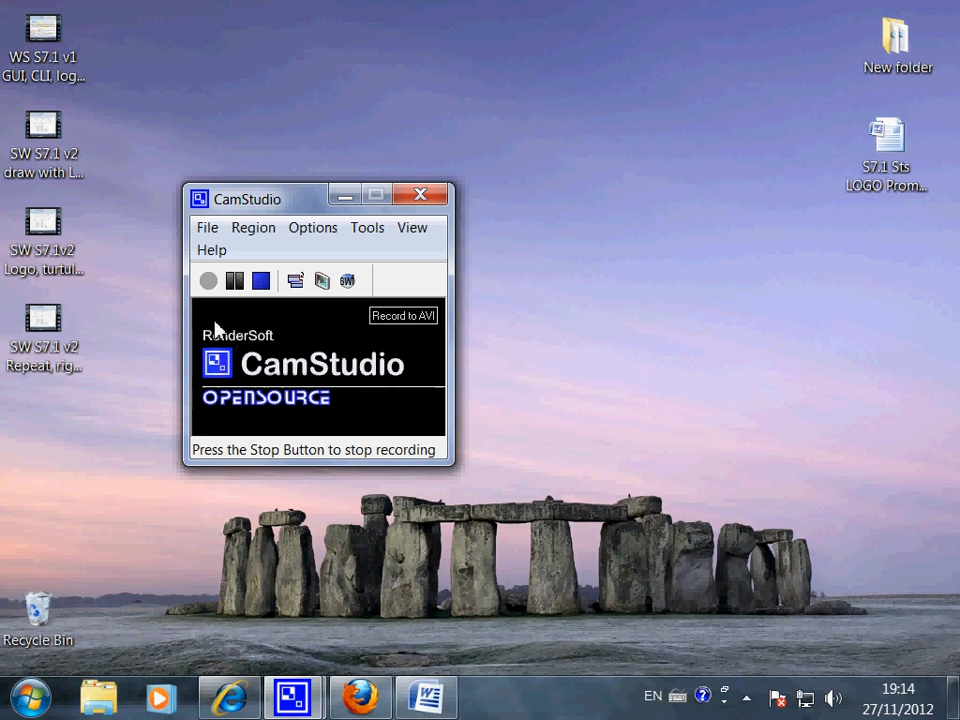 WS S7.1 v1
GUI, CLI, log...
SW S7.1 v2
draw with L...
SW S7.1v2
Logo, turtul...
SW S7.1 v2
Repeat, rig...
Recycle Bin
New folder
S7.1 Sts
LOGO Prom...
CamStudio
File Region Options Tools View
Help
SWF
Record to AVI
RenderSoft
CamStudio
OPENSOURCE
Press the Stop Button to stop recording
EN
19:14
27/11/2012